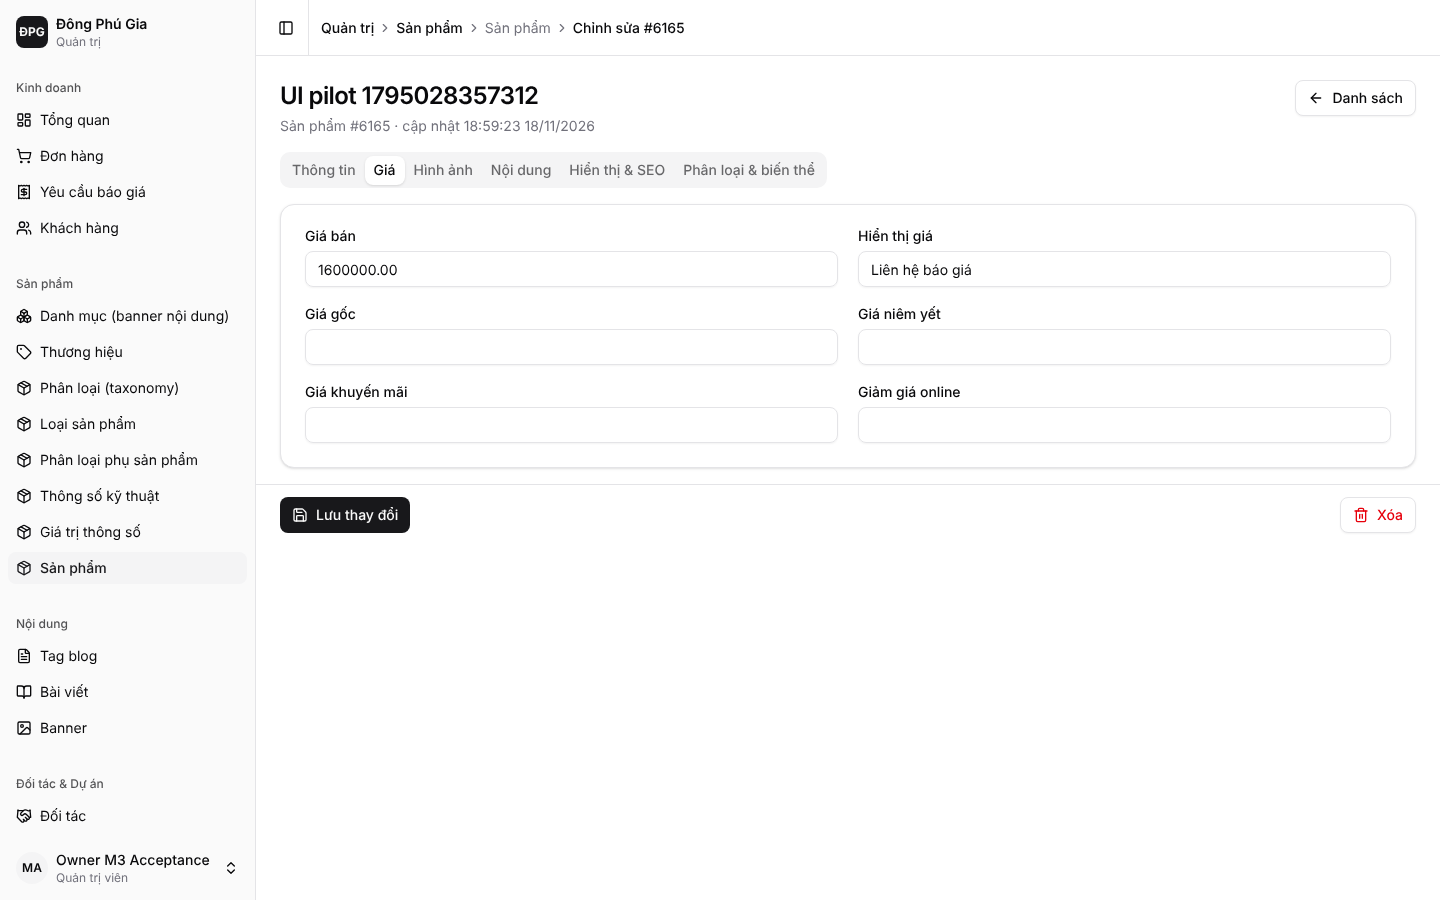 ĐPG
Đông Phú Gia
Quản trị
Kinh doanh
Tổng quan
Đơn hàng
Yêu cầu báo giá
Khách hàng
Sản phẩm
Danh mục (banner nội dung)
Thương hiệu
Phân loại (taxonomy)
Loại sản phẩm
Phân loại phụ sản phẩm
Thông số kỹ thuật
Giá trị thông số
Sản phẩm
Nội dung
Tag blog
Bài viết
Banner
Đối tác & Dự án
Đối tác
MA
Owner M3 Acceptance
Quản trị viên
Quản trị > Sản phẩm > Sản phẩm > Chỉnh sửa #6165
UI pilot 1795028357312
Sản phẩm #6165 · cập nhật 18:59:23 18/11/2026
Danh sách
Thông tin Giá Hình ảnh Nội dung Hiển thị & SEO Phân loại & biến thể
Giá bán
1600000.00
Hiển thị giá
Liên hệ báo giá
Giá gốc
Giá niêm yết
Giá khuyến mãi
Giảm giá online
Lưu thay đổi
Xóa